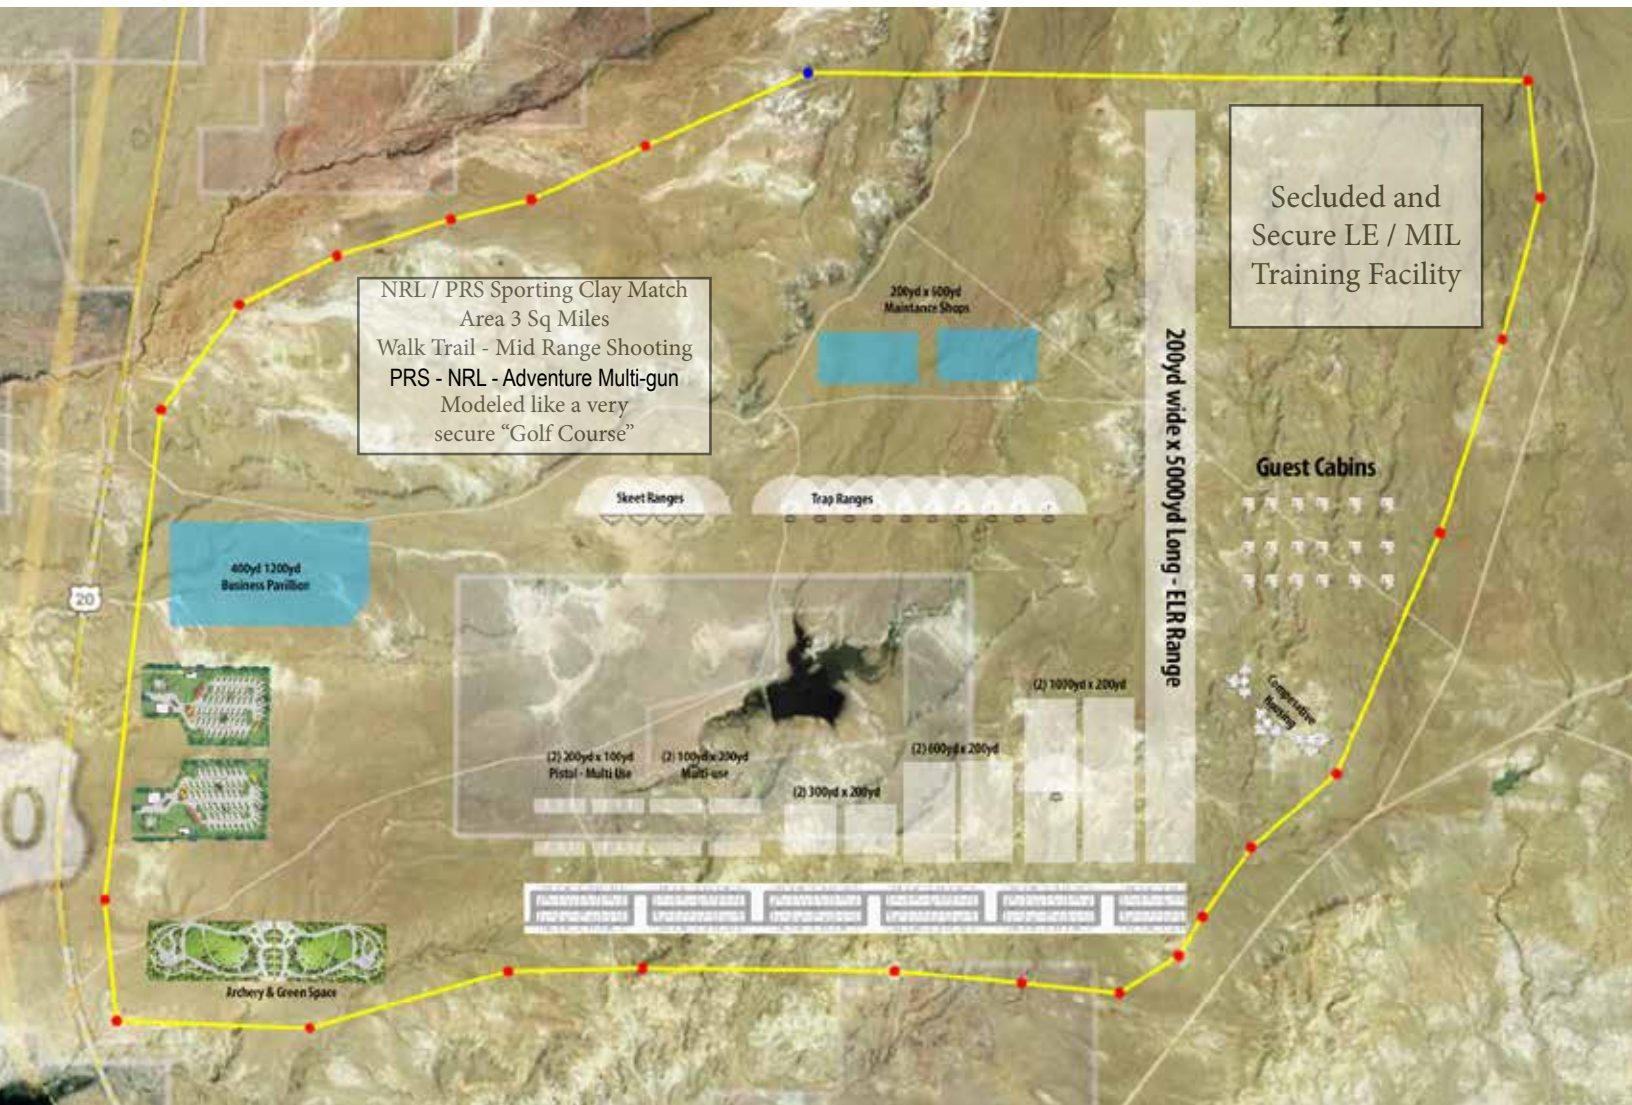 NRL / PRS Sporting Clay Match
Area 3 Sq Miles
Walk Trail - Mid Range Shooting
PRS - NRL - Adventure Multi-gun
Modeled like a very
secure “Golf Course”
Secluded and
Secure LE / MIL
Training Facility
200yd x 600yd
Maintance Shops
200yd wide x 5000yd Long - ELR Range
Guest Cabins
Skeet Ranges
Trap Ranges
400yd 1200yd
Business Pavillion
20
(2) 1000yd x 200yd
(2) 600yd x 200yd
(2) 200yd x 100yd
Pistol - Multi Use
(2) 100yd x 200yd
Multi-use
(2) 300yd x 200yd
Housing
0
Archery & Green Space